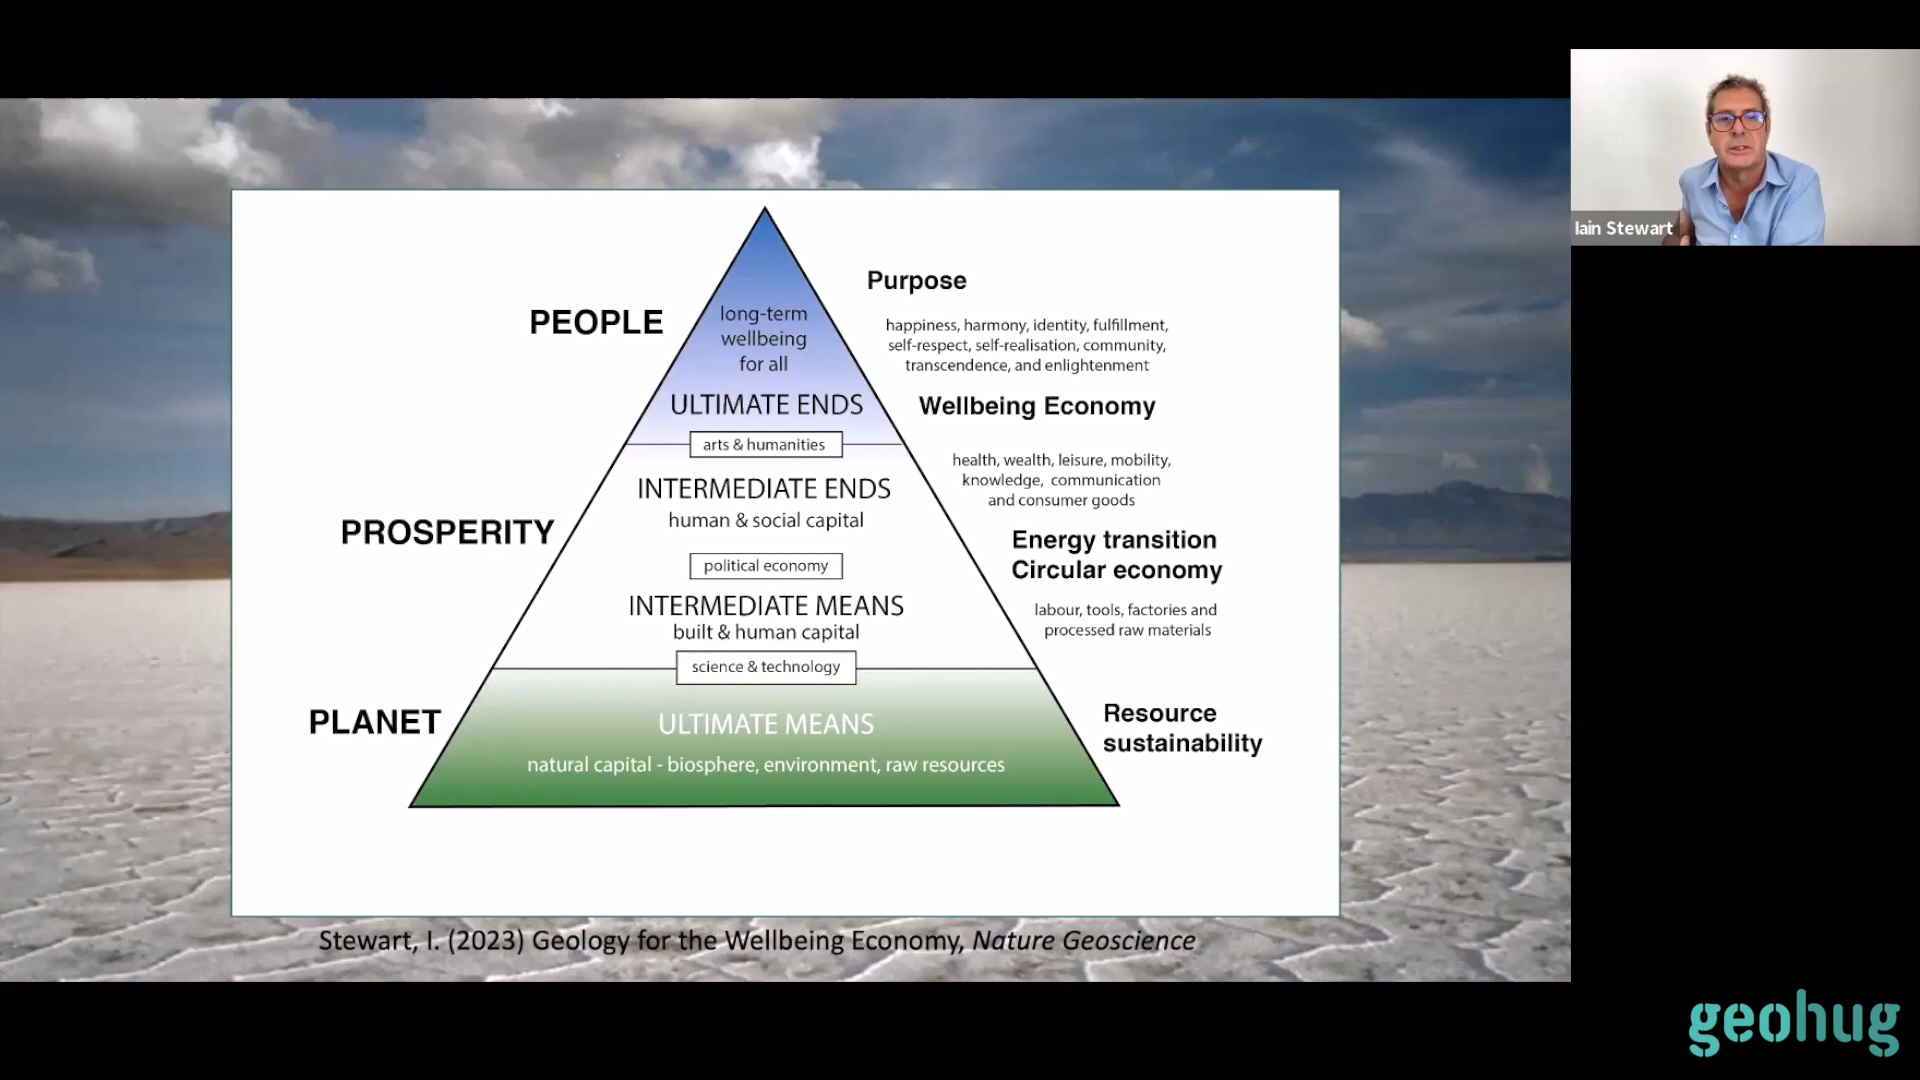 Iain Stewart
PEOPLE
long-term
wellbeing
for all
ULTIMATE ENDS
arts & humanities
PROSPERITY
INTERMEDIATE ENDS
human & social capital
political economy
INTERMEDIATE MEANS
built & human capital
science & technology
PLANET
ULTIMATE MEANS
natural capital - biosphere, environment, raw resources
Purpose
happiness, harmony, identity, fulfillment,
self-respect, self-realisation, community,
transcendence, and enlightenment
Wellbeing Economy
health, wealth, leisure, mobility,
knowledge, communication
and consumer goods
Energy transition
Circular economy
labour, tools, factories and
processed raw materials
Resource
sustainability
Stewart, I. (2023) Geology for the Wellbeing Economy, Nature Geoscience
geohug